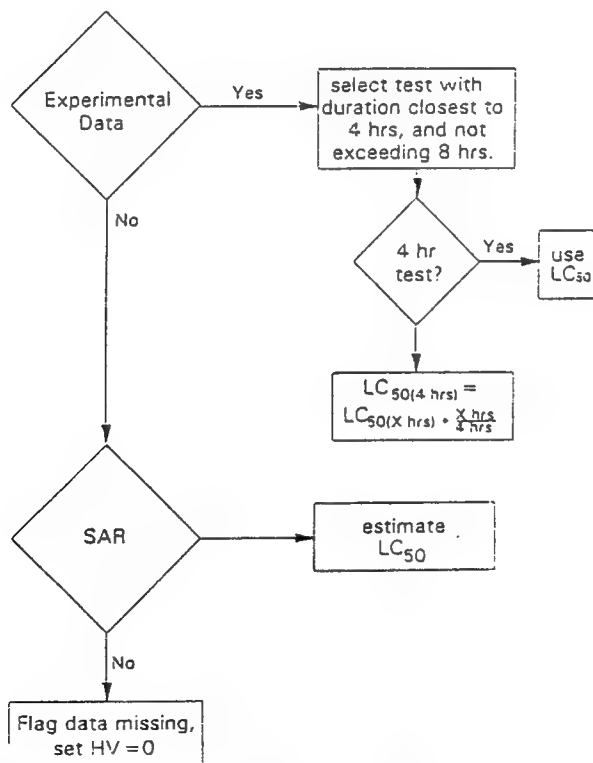 Experimental
Data
Yes
select test with
duration closest to
4 hrs, and not
exceeding 8 hrs.
No
4 hr
test?
Yes
use
LC50
LC50(4 hrs) =
LC50(X hrs) • X hrs
4 hrs
SAR
estimate
LC50
No
Flag data missing,
set HV = 0